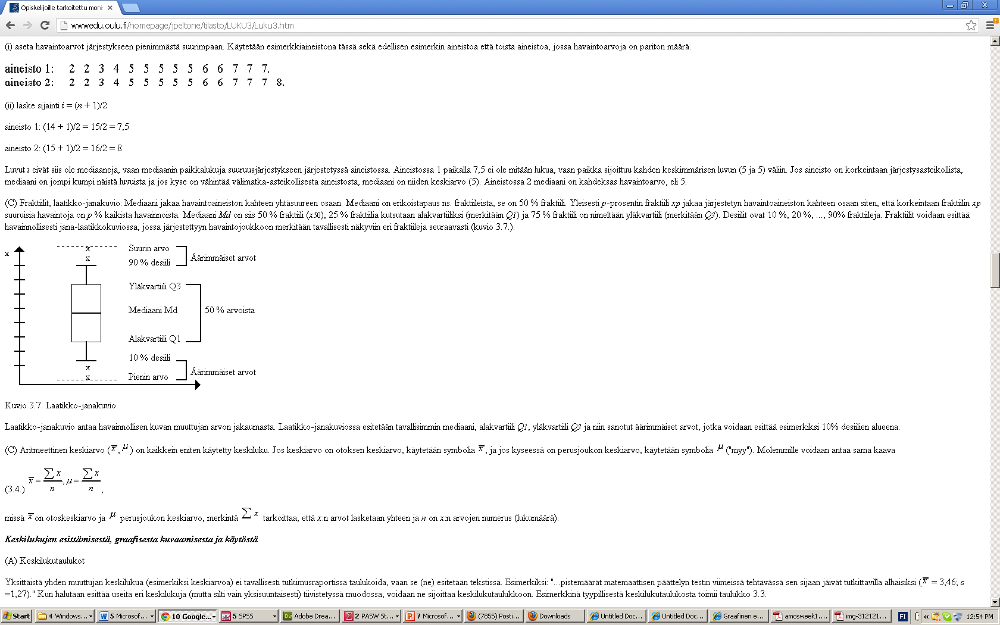 Opiskelijoille tarkoitettu moni
wwwedu.oulu.fi/homepage/jpeltone/tilasto/LUKU3/Luku3.htm
(i) aseta havaintoarvot järjestykseen pienimmästä suurimpaan. Käytetään esimerkkiaineistona tässä sekä edellisen esimerkin aineistoa että toista aineistoa, jossa havaintoarvoja on pariton määrä.
aineisto 1: 2 2 3 4 5 5 5 5 5 6 6 7 7 7.
aineisto 2: 2 2 3 4 5 5 5 5 5 6 6 7 7 7 8.
(ii) laske sijainti i = (n + 1)/2
aineisto 1: (14 + 1)/2 = 15/2 = 7,5
aineisto 2: (15 + 1)/2 = 16/2 = 8
Luvut i eivät siis ole mediaaneja, vaan mediaanin paikkalukuja suuruusjärjestykseen järjestetyssä aineistossa. Aineistossa 1 paikalla 7,5 ei ole mitään lukua, vaan paikka sijoittuu kahden keskimmärisen luvun (5 ja 5) väliin. Jos aineisto on korkeintaan järjestysasteikollista,
mediaani on jompi kumpi näistä luvuista ja jos kyse on vähintää välimatka-asteikollisesta aineistosta, mediaani on niiden keskiarvo (5). Aineistossa 2 mediaani on kahdeksas havaintoarvo, eli 5.
(C) Fraktiilit, laatikko-janakuvio: Mediaani jakaa havaintoaineiston kahteen yhtäsuureen osaan. Mediaani on erikoistapaus ns. fraktiileista, se on 50 % fraktiili. Yleisesti p-prosentin fraktiili xp jakaa järjestetyn havaintoaineiston kahteen osaan siten, että korkeintaan fraktiilin xp
suuruisia havaintoja on p % kaikista havainnoista. Mediaani Md on siis 50 % fraktiili (x50), 25 % fraktiilia kutsutaan alakvartiiliksi (merkitään Q1) ja 75 % fraktiili on nimeltään yläkvartiili (merkitään Q3). Desiilit ovat 10 %, 20 %, ..., 90% fraktiileja. Fraktiilit voidaan esittää
havainnollisesti jana-laatikkokuviossa, jossa järjestettyyn havaintojoukkoon merkitään tavallisesti näkyviin eri fraktiileja seuraavasti (kuvio 3.7.).
x x Suurin arvo
x 90 % desiili Äärimmäiset arvot
Yläkvartiili Q3
Mediaani Md 50 % arvoista
Alakvartiili Q1
10 % desiili
x Äärimmäiset arvot
x Pienin arvo
Kuvio 3.7. Laatikko-janakuvio
Laatikko-janakuvio antaa havainnollisen kuvan muuttujan arvon jakaumasta. Laatikko-janakuviossa esitetään tavallisimmin mediaani, alakvartiili Q1, yläkvartiili Q3 ja niin sanotut äärimmäiset arvot, jotka voidaan esittää esimerkiksi 10% desiilien alueena.
(C) Aritmeettinen keskiarvo (x̄, μ) on kaikkein eniten käytetty keskiluku. Jos keskiarvo on otoksen keskiarvo, käytetään symbolia x̄, ja jos kyseessä on perusjoukon keskiarvo, käytetään symbolia μ ("myy"). Molemmille voidaan antaa sama kaava
(3.4.) x̄ = ∑x / n, μ = ∑x / n,
missä x̄ on otoskeskiarvo ja μ perusjoukon keskiarvo, merkintä ∑x tarkoittaa, että x:n arvot lasketaan yhteen ja n on x:n arvojen numerus (lukumäärä).
Keskilukujen esittämisestä, graafisesta kuvaamisesta ja käytöstä
(A) Keskilukutaulukot
Yksittäistä yhden muuttujan keskilukua (esimerkiksi keskiarvoa) ei tavallisesti tutkimusraportissa taulukoida, vaan se (ne) esitetään tekstissä. Esimerkiksi: "...pistemäärät matemaattisen päättelyn testin viimeissä tehtävässä sen sijaan jäivät tutkittavilla alhaisiksi (x̄ = 3,46; s
=1,27)." Kun halutaan esittää useita eri keskilukuja (mutta silti vain yksisuuntaisesti) tiivistetyssä muodossa, voidaan ne sijoittaa keskilukutaulukkoon. Esimerkkinä tyypillisestä keskilukutaulukosta toimii taulukko 3.3.
Start 4 Windows... 5 Microsof... 10 Google... 5 SPSS Adobe Drea... 2 PASW St... 7 Microsof... (7855) Posti... Downloads Untitled Doc... Untitled Doc... Graafinen e... amosweek1.... img-312121... FI « 12:54 PM